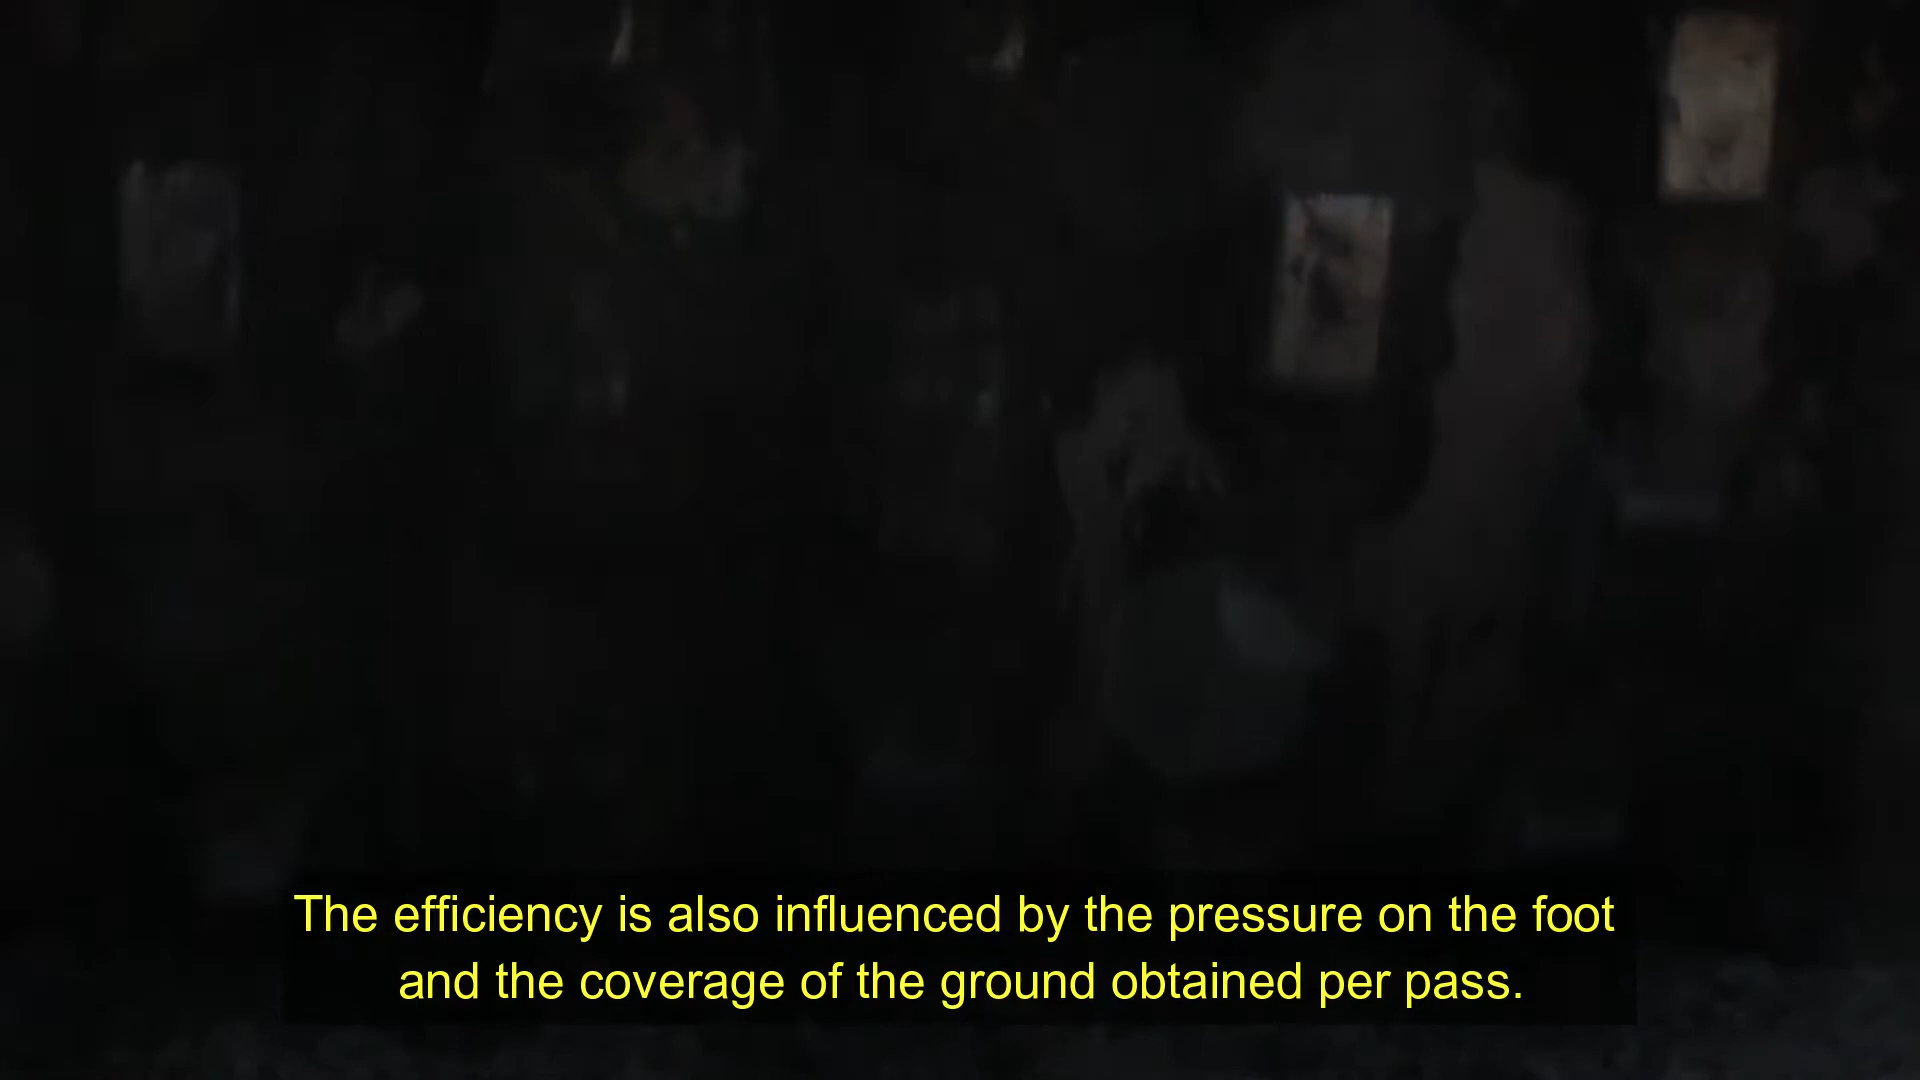 The efficiency is also influenced by the pressure on the foot
and the coverage of the ground obtained per pass.